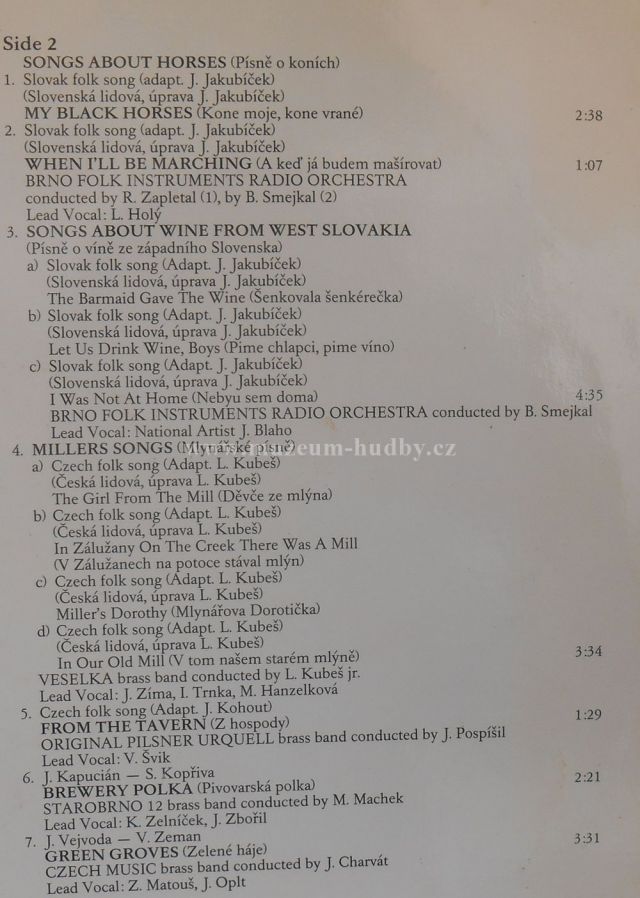 Side 2
SONGS ABOUT HORSES (Písně o koních)
1. Slovak folk song (adapt. J. Jakubíček)
(Slovenská lidová, úprava J. Jakubíček)
MY BLACK HORSES (Kone moje, kone vrané) 2:38
2. Slovak folk song (adapt. J. Jakubíček)
(Slovenská lidová, úprava J. Jakubíček)
WHEN I'LL BE MARCHING (A keď já budem mašírovat) 1:07
BRNO FOLK INSTRUMENTS RADIO ORCHESTRA
conducted by R. Zapletal (1), by B. Smejkal (2)
Lead Vocal: L. Holý
3. SONGS ABOUT WINE FROM WEST SLOVAKIA
(Písně o víně ze západního Slovenska)
a) Slovak folk song (Adapt. J. Jakubíček)
(Slovenská lidová, úprava J. Jakubíček)
The Barmaid Gave The Wine (Šenkovala šenkérečka)
b) Slovak folk song (Adapt. J. Jakubíček)
(Slovenská lidová, úprava J. Jakubíček)
Let Us Drink Wine, Boys (Pime chlapci, pime víno)
c) Slovak folk song (Adapt. J. Jakubíček)
(Slovenská lidová, úprava J. Jakubíček)
I Was Not At Home (Nebyu sem doma) 4:35
BRNO FOLK INSTRUMENTS RADIO ORCHESTRA conducted by B. Smejkal
Lead Vocal: National Artist J. Blaho
4. MILLERS SONGS (Mlynářské písně)
www.muzeum-hudby.cz
a) Czech folk song (Adapt. L. Kubeš)
(Česká lidová, úprava L. Kubeš)
The Girl From The Mill (Děvče ze mlýna)
b) Czech folk song (Adapt. L. Kubeš)
(Česká lidová, úprava L. Kubeš)
In Zálužany On The Creek There Was A Mill
(V Zálužanech na potoce stával mlýn)
c) Czech folk song (Adapt. L. Kubeš)
(Česká lidová, úprava L. Kubeš)
Miller's Dorothy (Mlynářova Dorotička)
d) Czech folk song (Adapt. L. Kubeš)
(Česká lidová, úprava L. Kubeš)
In Our Old Mill (V tom našem starém mlýně) 3:34
VESELKA brass band conducted by L. Kubeš jr.
Lead Vocal: J. Zíma, I. Trnka, M. Hanzelková
5. Czech folk song (Adapt. J. Kohout)
FROM THE TAVERN (Z hospody) 1:29
ORIGINAL PILSNER URQUELL brass band conducted by J. Pospíšil
Lead Vocal: V. Švik
6. J. Kapucián — S. Kopřiva
BREWERY POLKA (Pivovarská polka) 2:21
STAROBRNO 12 brass band conducted by M. Machek
Lead Vocal: K. Zelníček, J. Zbořil
7. J. Vejvoda — V. Zeman
GREEN GROVES (Zelené háje) 3:31
CZECH MUSIC brass band conducted by J. Charvát
Lead Vocal: Z. Matouš, J. Oplt